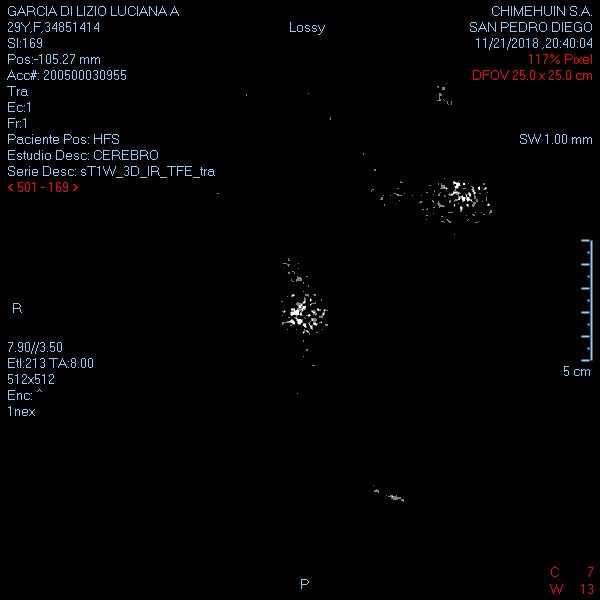 GARCIA DI LIZIO LUCIANA A
29Y,F,34851414
Sl:169
Pos:-105.27 mm
Acc#: 200500030955
Tra
Ec:1
Fr:1
Paciente Pos: HFS
Estudio Desc: CEREBRO
Serie Desc: sT1W_3D_IR_TFE_tra
< 501 - 169 >
Lossy
CHIMEHUIN S.A.
SAN PEDRO DIEGO
11/21/2018 ,20:40:04
117% Pixel
DFOV 25.0 x 25.0 cm
SW 1.00 mm
R
7.90//3.50
Etl:213 TA:8.00
512x512
Enc: ^
1nex
5 cm
P
C 7
W 13